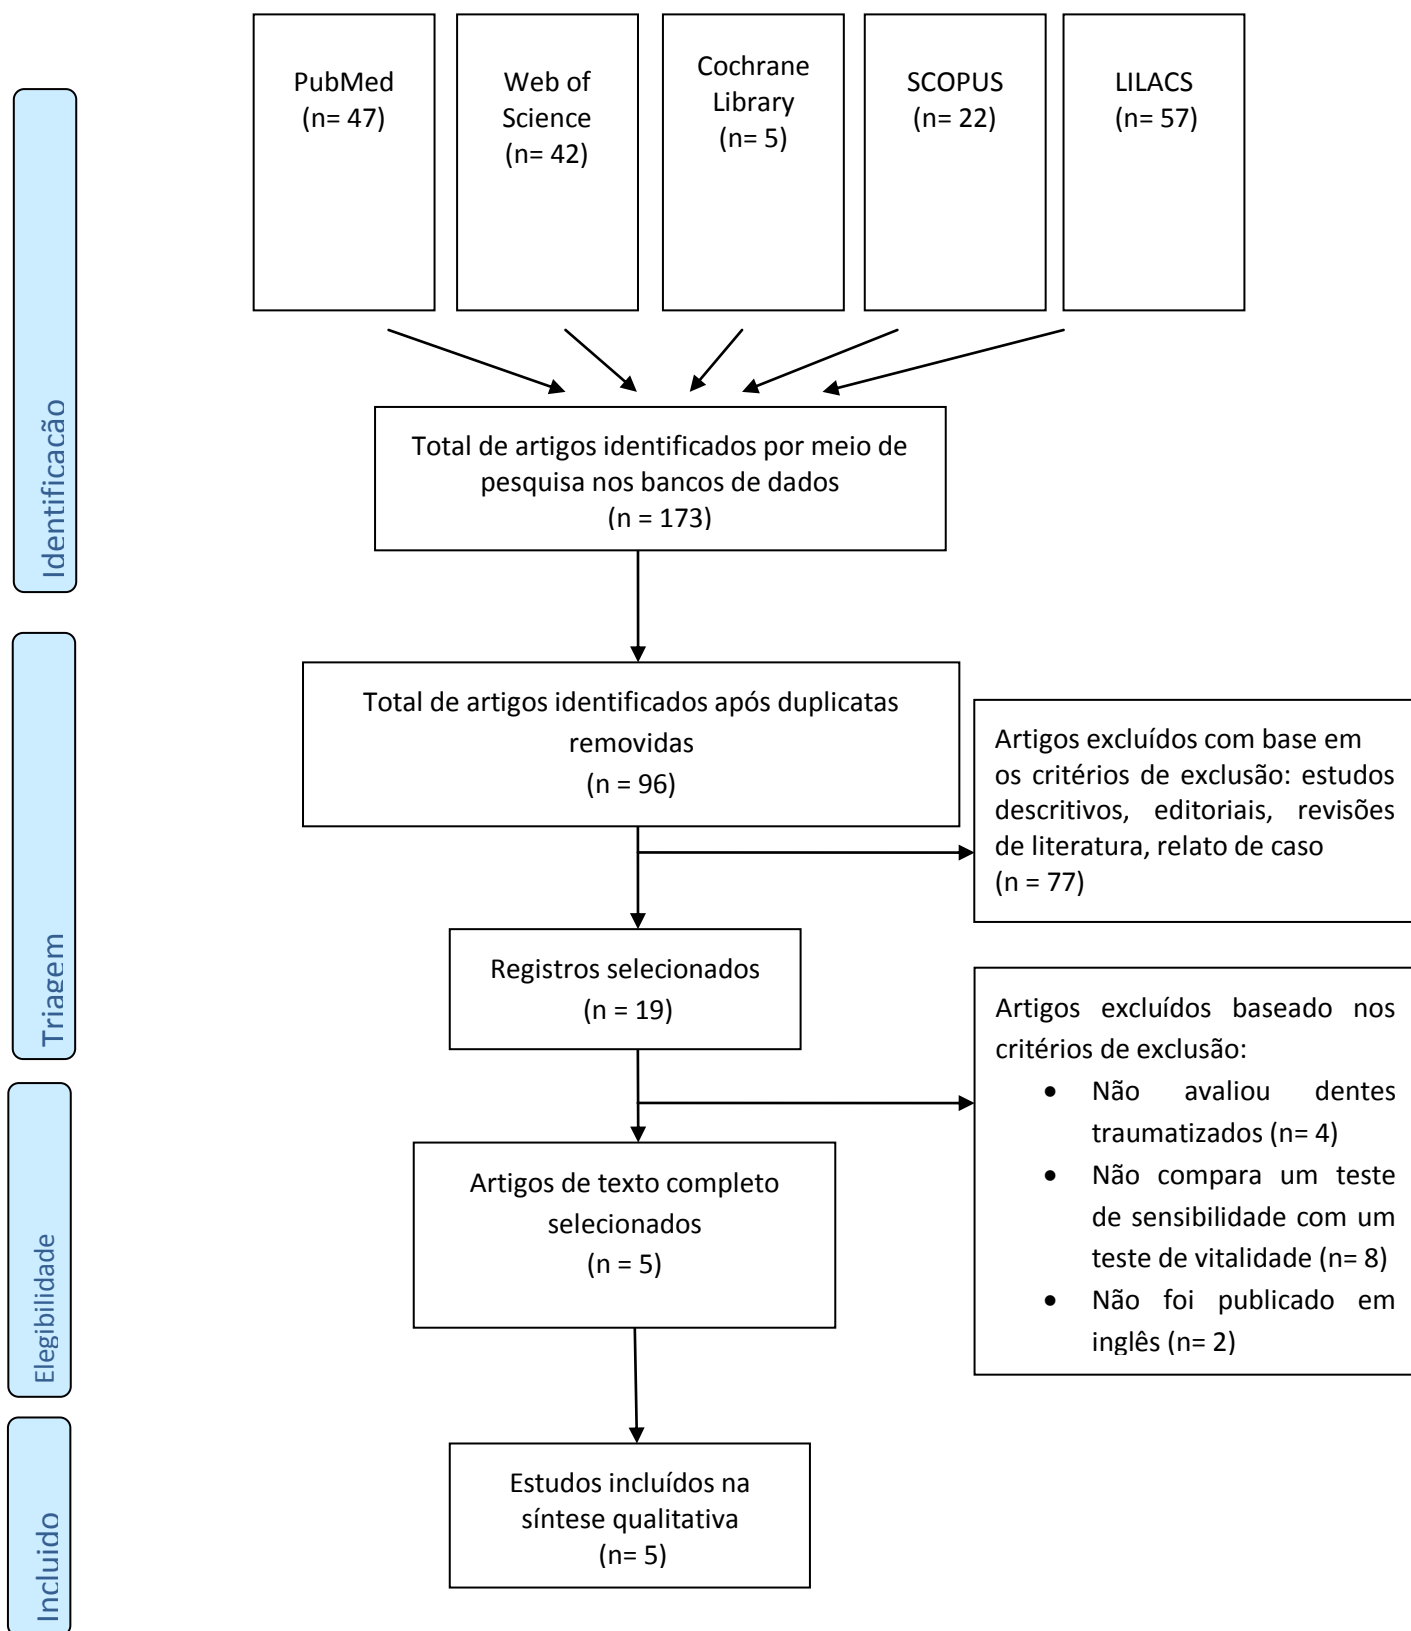 PubMed
(n= 47)
Web of
Science
(n= 42)
Cochrane
Library
(n= 5)
SCOPUS
(n= 22)
LILACS
(n= 57)
Identificação
Total de artigos identificados por meio de
pesquisa nos bancos de dados
(n = 173)
Triagem
Total de artigos identificados após duplicatas
removidas
(n = 96)
Artigos excluídos com base em
os critérios de exclusão: estudos
descritivos, editoriais, revisões
de literatura, relato de caso
(n = 77)
Registros selecionados
(n = 19)
Artigos excluídos baseado nos
critérios de exclusão:
• Não avaliou dentes
traumatizados (n= 4)
• Não compara um teste
de sensibilidade com um
teste de vitalidade (n= 8)
• Não foi publicado em
inglês (n= 2)
Elegibilidade
Artigos de texto completo
selecionados
(n = 5)
Incluido
Estudos incluídos na
síntese qualitativa
(n= 5)